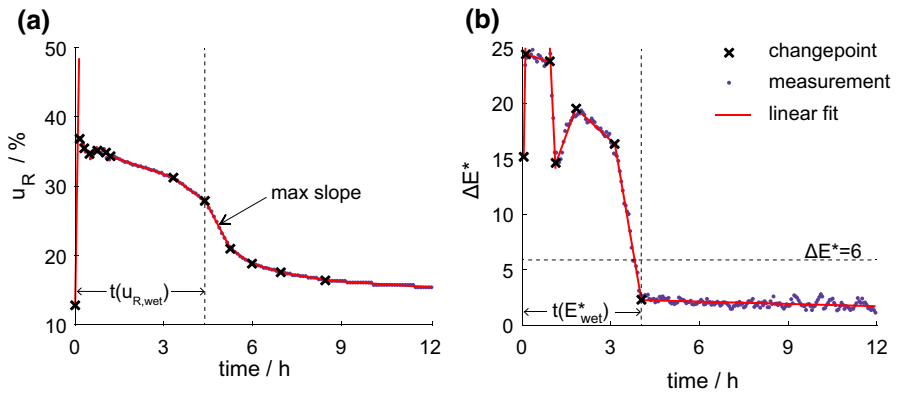 (a)
50
40
30
20
10
u_R / %
max slope
t(u_R,wet)
0
3
6
9
12
time / h
(b)
25
20
15
10
5
0
ΔE*
× changepoint
measurement
linear fit
ΔE*=6
t(E*_wet)
0
3
6
9
12
time / h